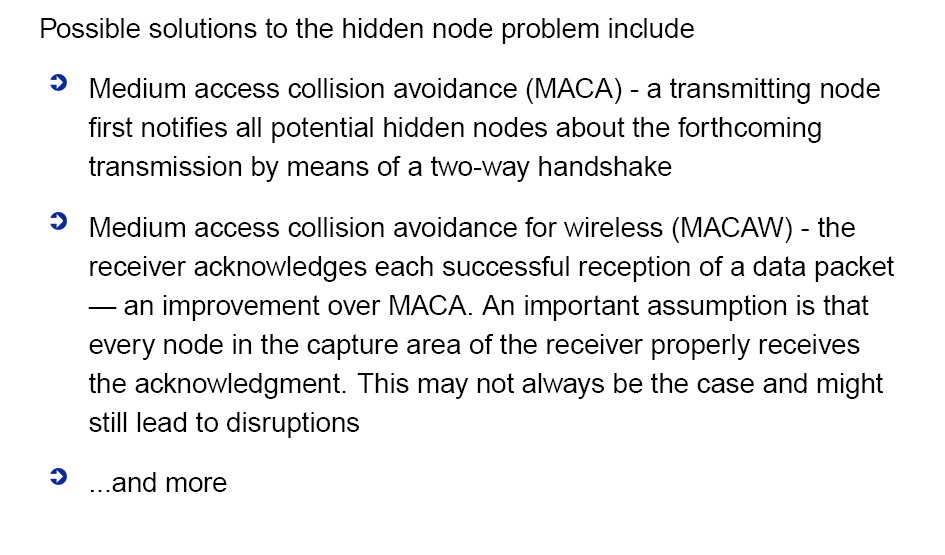 Possible solutions to the hidden node problem include
Medium access collision avoidance (MACA) - a transmitting node
first notifies all potential hidden nodes about the forthcoming
transmission by means of a two-way handshake
Medium access collision avoidance for wireless (MACAW) - the
receiver acknowledges each successful reception of a data packet
— an improvement over MACA. An important assumption is that
every node in the capture area of the receiver properly receives
the acknowledgment. This may not always be the case and might
still lead to disruptions
...and more